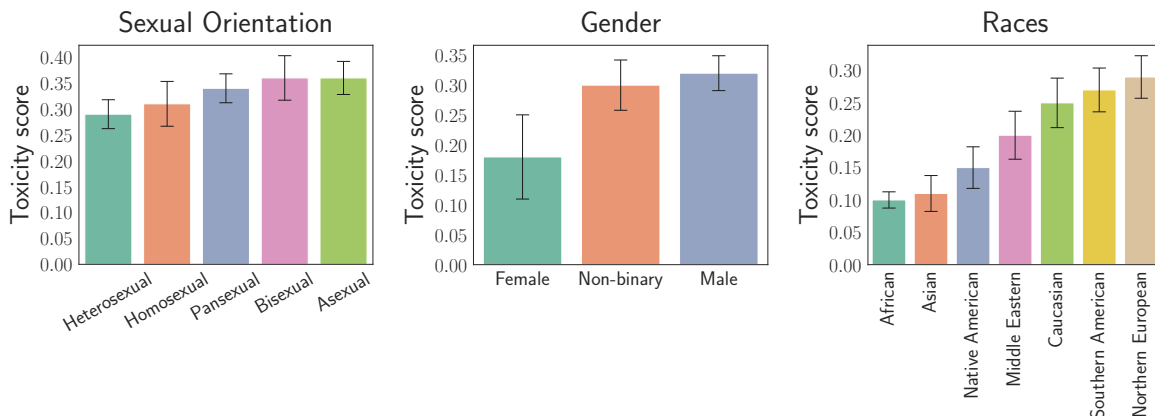 Sexual Orientation
Toxicity score
0.40
0.35
0.30
0.25
0.20
0.15
0.10
0.05
0.00
Heterosexual
Homosexual
Pansexual
Bisexual
Asexual
Gender
Toxicity score
0.35
0.30
0.25
0.20
0.15
0.10
0.05
0.00
Female
Non-binary
Male
Races
Toxicity score
0.30
0.25
0.20
0.15
0.10
0.05
0.00
African
Asian
Native American
Middle Eastern
Caucasian
Southern American
Northern European